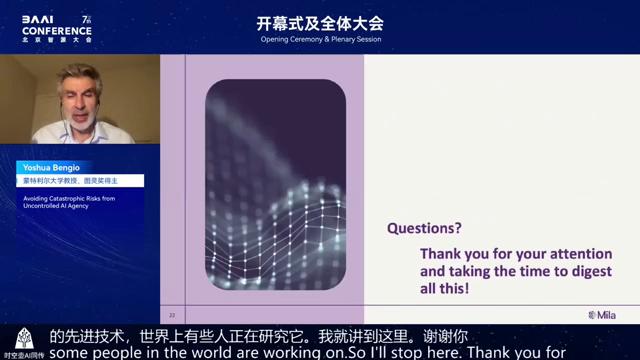 BAAI
CONFERENCE
北京智源大会
7th
开幕式及全体大会
Opening Ceremony & Plenary Session
Yoshua Bengio
蒙特利尔大学教授、图灵奖得主
Avoiding Catastrophic Risks from
Uncontrolled AI Agency
Questions?
Thank you for your attention
and taking the time to digest
all this!
22
Mila
的先进技术，世界上有些人正在研究它。我就讲到这里。谢谢你
some people in the world are working on.So I'll stop here. Thank you for
时空壶AI同传